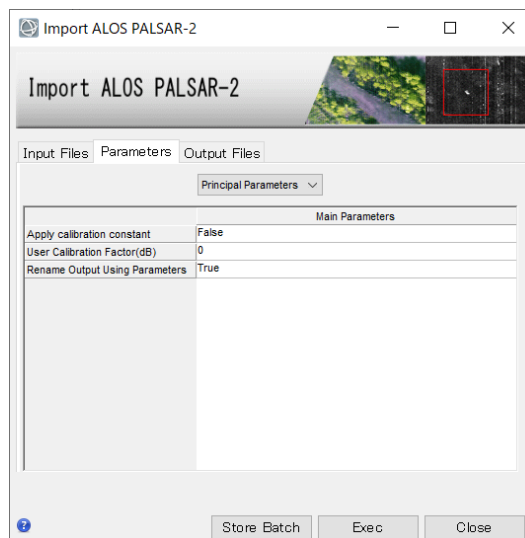 Import ALOS PALSAR-2
Import ALOS PALSAR-2
Input Files Parameters Output Files
Principal Parameters
Main Parameters
Apply calibration constant False
User Calibration Factor(dB) 0
Rename Output Using Parameters True
Store Batch Exec Close